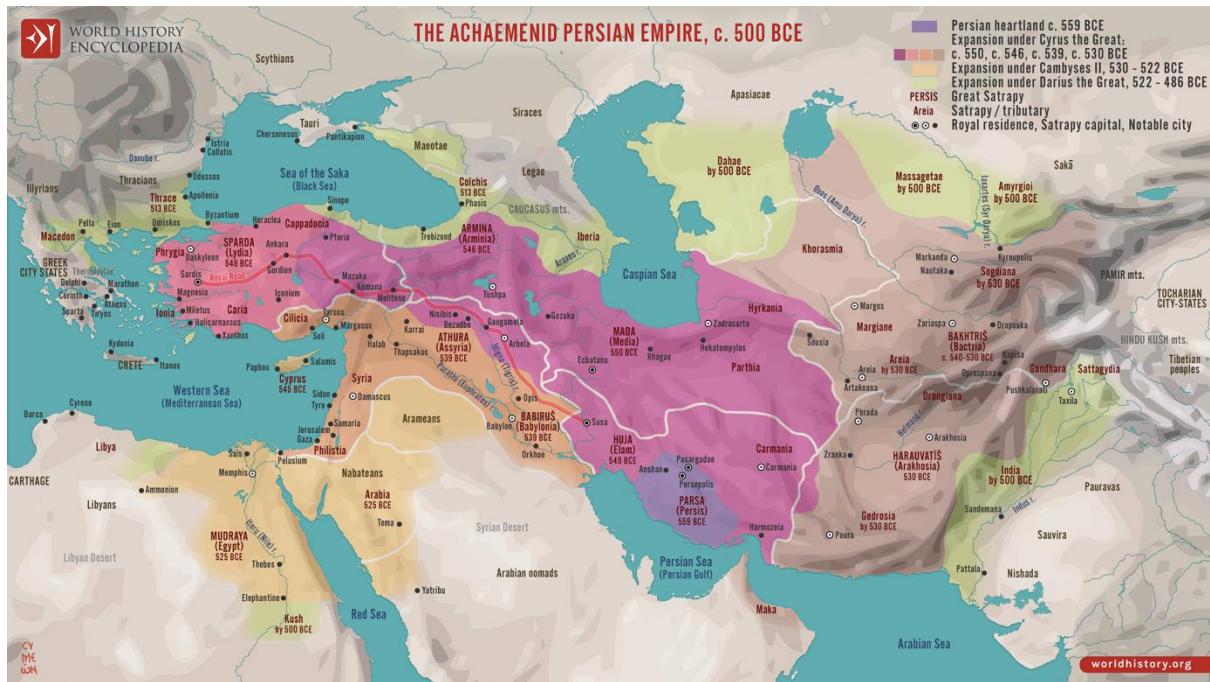 WORLD HISTORY
ENCYCLOPEDIA
THE ACHAEMENID PERSIAN EMPIRE, c. 500 BCE
Persian heartland c. 559 BCE
Expansion under Cyrus the Great:
c. 550, c. 546, c. 539, c. 530 BCE
Expansion under Cambyses II, 530 - 522 BCE
Expansion under Darius the Great, 522 - 486 BCE
PERSIS Great Satrapy
Areia Satrapy / tributary
Royal residence, Satrapy capital, Notable city
Scythians
Tauri
Chersonesus
Pantikapion
Siraces
Apasiacae
Maeotae
Istria
Callatis
Danube r.
Odessos
Sea of the Saka
(Black Sea)
Legae
Dahae
by 500 BCE
Massagetae
by 500 BCE
Sakā
Amyrgioi
by 500 BCE
Illyrians
Thracians
Thrace
513 BCE
Apollonia
Colchis
513 BCE
Phasis
CAUCASUS mts.
Oxos (Amu Darya) r.
Iaxartes (Syr Darya) r.
Pella
Eion
Doriskos
Byzantium
Heraclea
Sinope
Cappadocia
Trebizond
ARMINA
(Arminia)
546 BCE
Iberia
Araxes r.
Khorasmia
Macedon
Phrygia
Daskyleon
SPARDA
(Lydia)
546 BCE
Ankara
Pteria
Caspian Sea
Markanda
Nautaka
Kyroupolis
Sogdiana
by 530 BCE
PAMIR mts.
GREEK
CITY STATES
Thermopylae
Delphi
Marathon
Corinth
Athens
Tiryns
Sparta
Sardis
Royal Road
Gordion
Magnesia
Ionia
Miletus
Caria
Halicarnassus
Xanthos
Iconium
Mazaka
Komana
Melitene
Tushpa
Gazaka
Hyrkania
Zadracarta
Margos
Margiane
TOCHARIAN
CITY-STATES
Cilicia
Tarsus
Soli
Margasus
Karrai
Nisibis
Bezadbe
Gaugamela
Arbela
MADA
(Media)
550 BCE
Rhagae
Hekatompylos
Sousia
Zariaspa
BAKHTRIŠ
(Bactria)
c. 540-530 BCE
Drapsaka
HINDU KUSH mts.
Kydonia
CRETE
Itanos
Paphos
Salamis
Cyprus
545 BCE
Halab
Thapsakos
ATHURA
(Assyria)
539 BCE
Idigna (Tigris) r.
Purattu (Euphrates) r.
Ecbatana
Parthia
Areia
by 530 BCE
Areia
Artakoana
Kapisa
Oprospana
Gandhara
Pushkalavati
Sattagydia
Taxila
Tibetian
peoples
Western Sea
(Mediterranean Sea)
Syria
Sidon
Tyre
Damascus
Samaria
Arameans
Opis
Babylon
BABIRUŠ
(Babylonia)
539 BCE
Susa
Drangiana
Phrada
Helmand r.
Barca
Cyrene
Jerusalem
Gaza
Philistia
Orkhoe
HUJA
(Elam)
549 BCE
Anshan
Pasargadae
Persepolis
Carmania
Carmania
Zranka
Arakhosia
HARAUVATIŠ
(Arakhosia)
530 BCE
India
by 500 BCE
Indus r.
Pauravas
Libya
Sais
Memphis
Pelusium
Nabateans
CARTHAGE
Libyans
Ammonion
Arabia
525 BCE
Tema
Syrian Desert
PARSA
(Persis)
559 BCE
Harmozeia
Gedrosia
by 530 BCE
Poura
Sandomana
Sauvira
Libyan Desert
MUDRAYA
(Egypt)
525 BCE
Iteru (Nile) r.
Thebes
Elephantine
Kush
by 500 BCE
Red Sea
Yatribu
Arabian nomads
Persian Sea
(Persian Gulf)
Maka
Arabian Sea
Pattala
Nishada
worldhistory.org